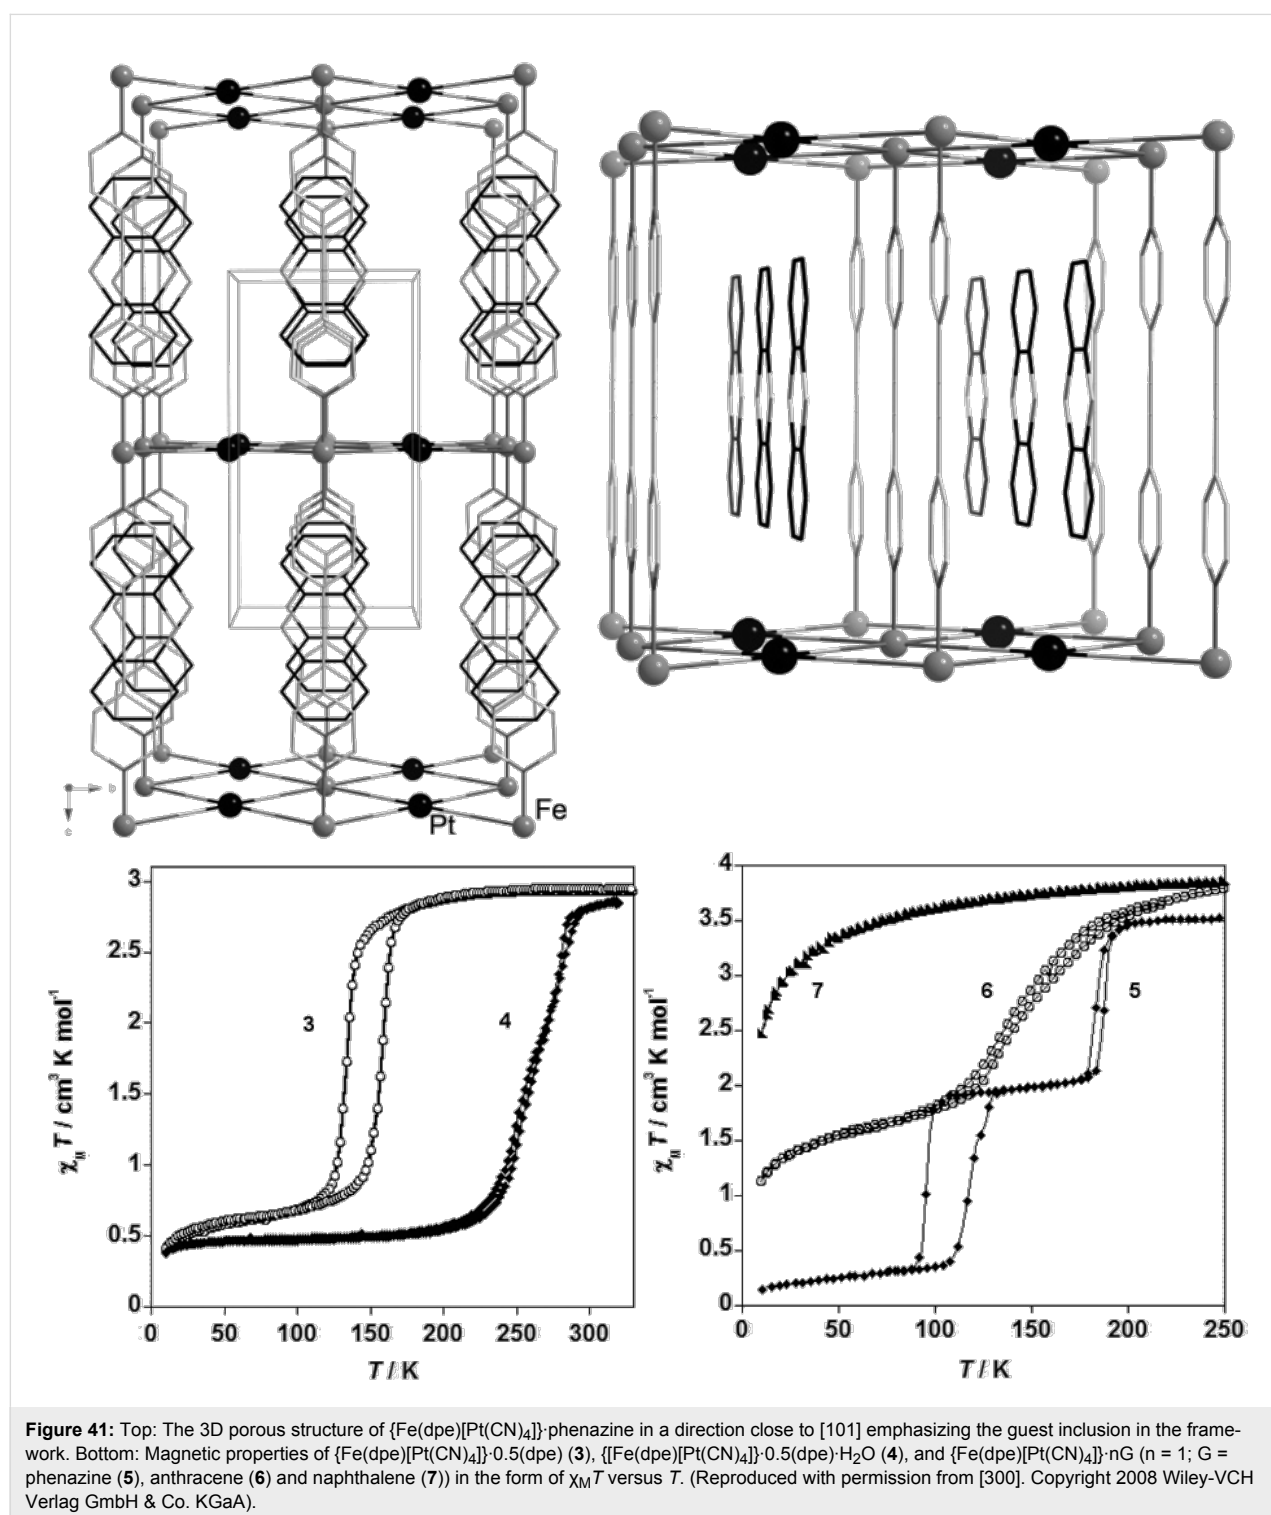 b
c
Pt
Fe
3
2.5
2
1.5
1
0.5
0
χM T / cm3 K mol-1
3
4
0 50 100 150 200 250 300
T / K
4
3.5
3
2.5
2
1.5
1
0.5
0
χM T / cm3 K mol-1
7
6
5
0 50 100 150 200 250
T / K
Figure 41: Top: The 3D porous structure of {Fe(dpe)[Pt(CN)4]}·phenazine in a direction close to [101] emphasizing the guest inclusion in the frame-
work. Bottom: Magnetic properties of {Fe(dpe)[Pt(CN)4]}·0.5(dpe) (3), {[Fe(dpe)[Pt(CN)4]}·0.5(dpe)·H2O (4), and {Fe(dpe)[Pt(CN)4]}·nG (n = 1; G =
phenazine (5), anthracene (6) and naphthalene (7)) in the form of χMT versus T. (Reproduced with permission from [300]. Copyright 2008 Wiley-VCH
Verlag GmbH & Co. KGaA).